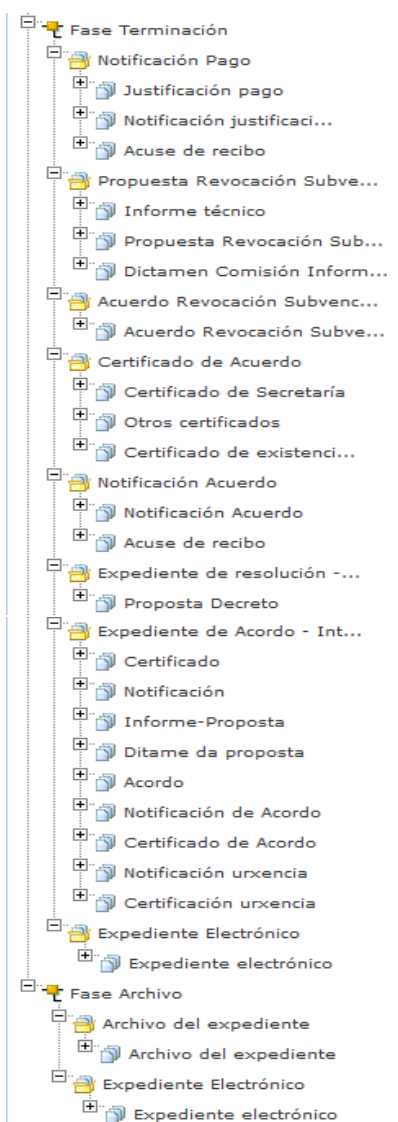 Fase Terminación
Notificación Pago
Justificación pago
Notificación justificaci...
Acuse de recibo
Propuesta Revocación Subve...
Informe técnico
Propuesta Revocación Sub...
Dictamen Comisión Inform...
Acuerdo Revocación Subvenc...
Acuerdo Revocación Subve...
Certificado de Acuerdo
Certificado de Secretaría
Otros certificados
Certificado de existenci...
Notificación Acuerdo
Notificación Acuerdo
Acuse de recibo
Expediente de resolución -...
Proposta Decreto
Expediente de Acordo - Int...
Certificado
Notificación
Informe-Proposta
Ditame da proposta
Acordo
Notificación de Acordo
Certificado de Acordo
Notificación urxencia
Certificación urxencia
Expediente Electrónico
Expediente electrónico
Fase Archivo
Archivo del expediente
Archivo del expediente
Expediente Electrónico
Expediente electrónico